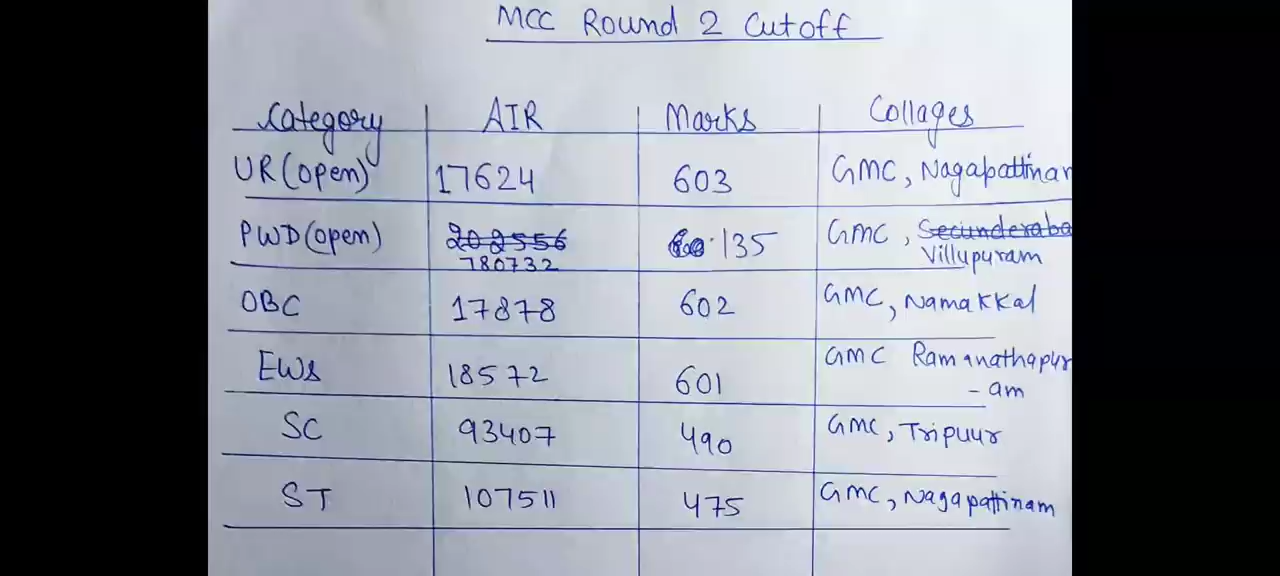 MCC Round 2 Cutoff
Category AIR Marks Collages
UR(open) 17624 603 GMC, Nagapattinam
PWD(open) 202556 135 GMC, Secunderaba
780732 Villupuram
OBC 17878 602 GMC, Namakkal
EWS 18572 601 GMC Ramanathapur
-am
SC 93407 490 GMC, Tripuur
ST 107511 475 GMC, Nagapattinam